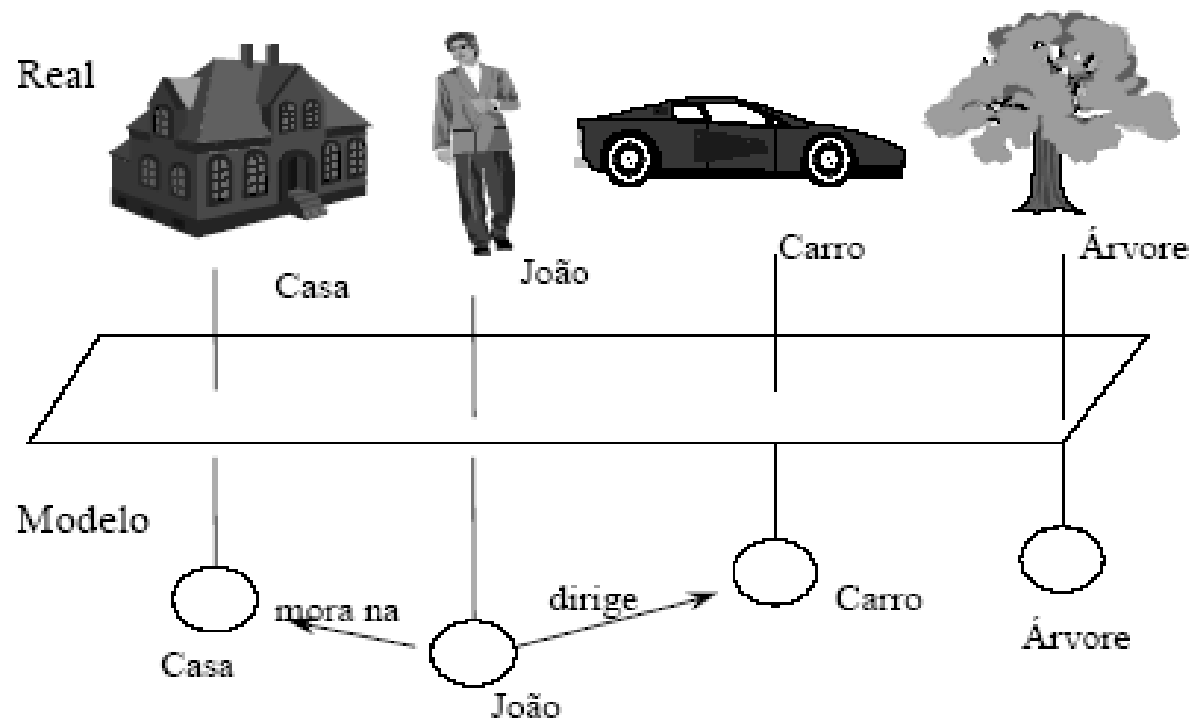 Real
Casa
João
Carro
Árvore
Modelo
mora na
dirige
Casa
João
Carro
Árvore